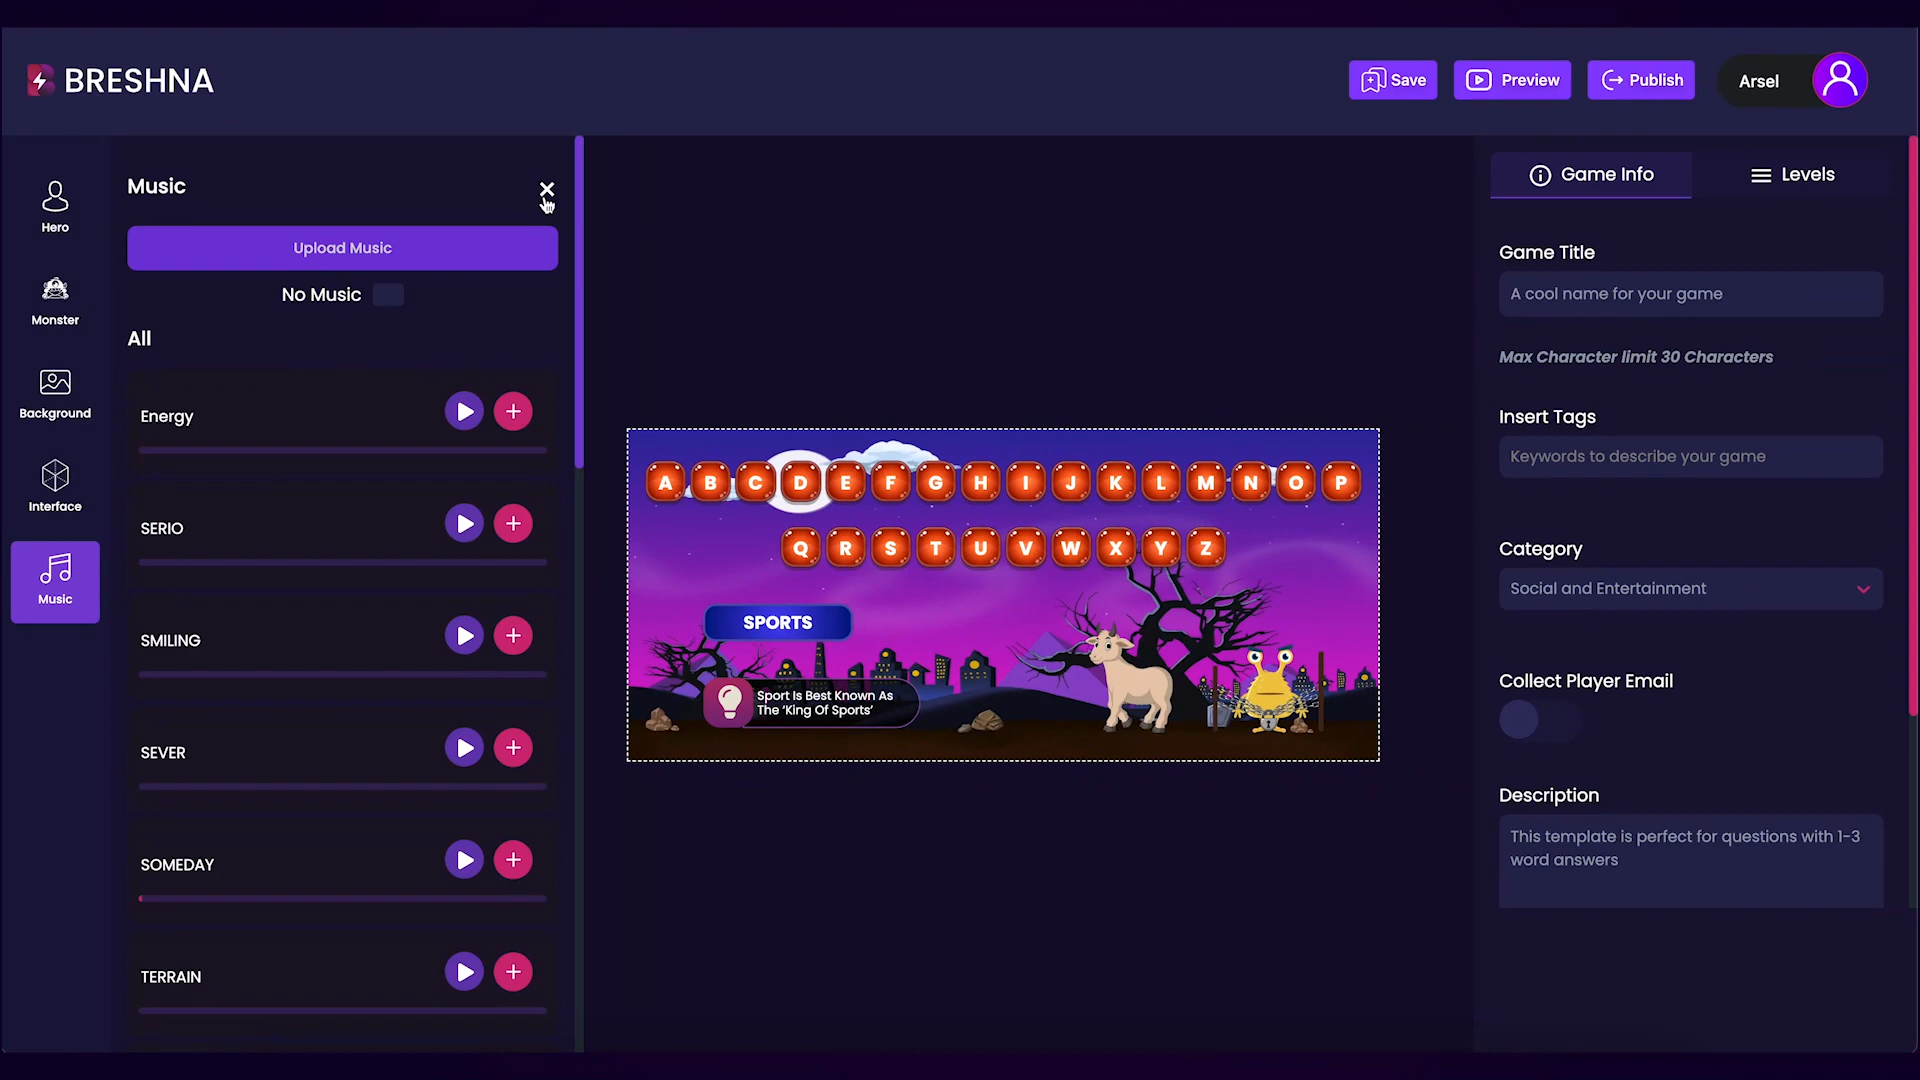 BRESHNA
Save
Preview
Publish
Arsel
Hero
Monster
Background
Interface
Music
Music
Upload Music
No Music
All
Energy
SERIO
SMILING
SEVER
SOMEDAY
TERRAIN
A B C D E F G H I J K L M N O P
Q R S T U V W X Y Z
SPORTS
Sport Is Best Known As
The ‘King Of Sports’
Game Info
Levels
Game Title
A cool name for your game
Max Character limit 30 Characters
Insert Tags
Keywords to describe your game
Category
Social and Entertainment
Collect Player Email
Description
This template is perfect for questions with 1-3
word answers